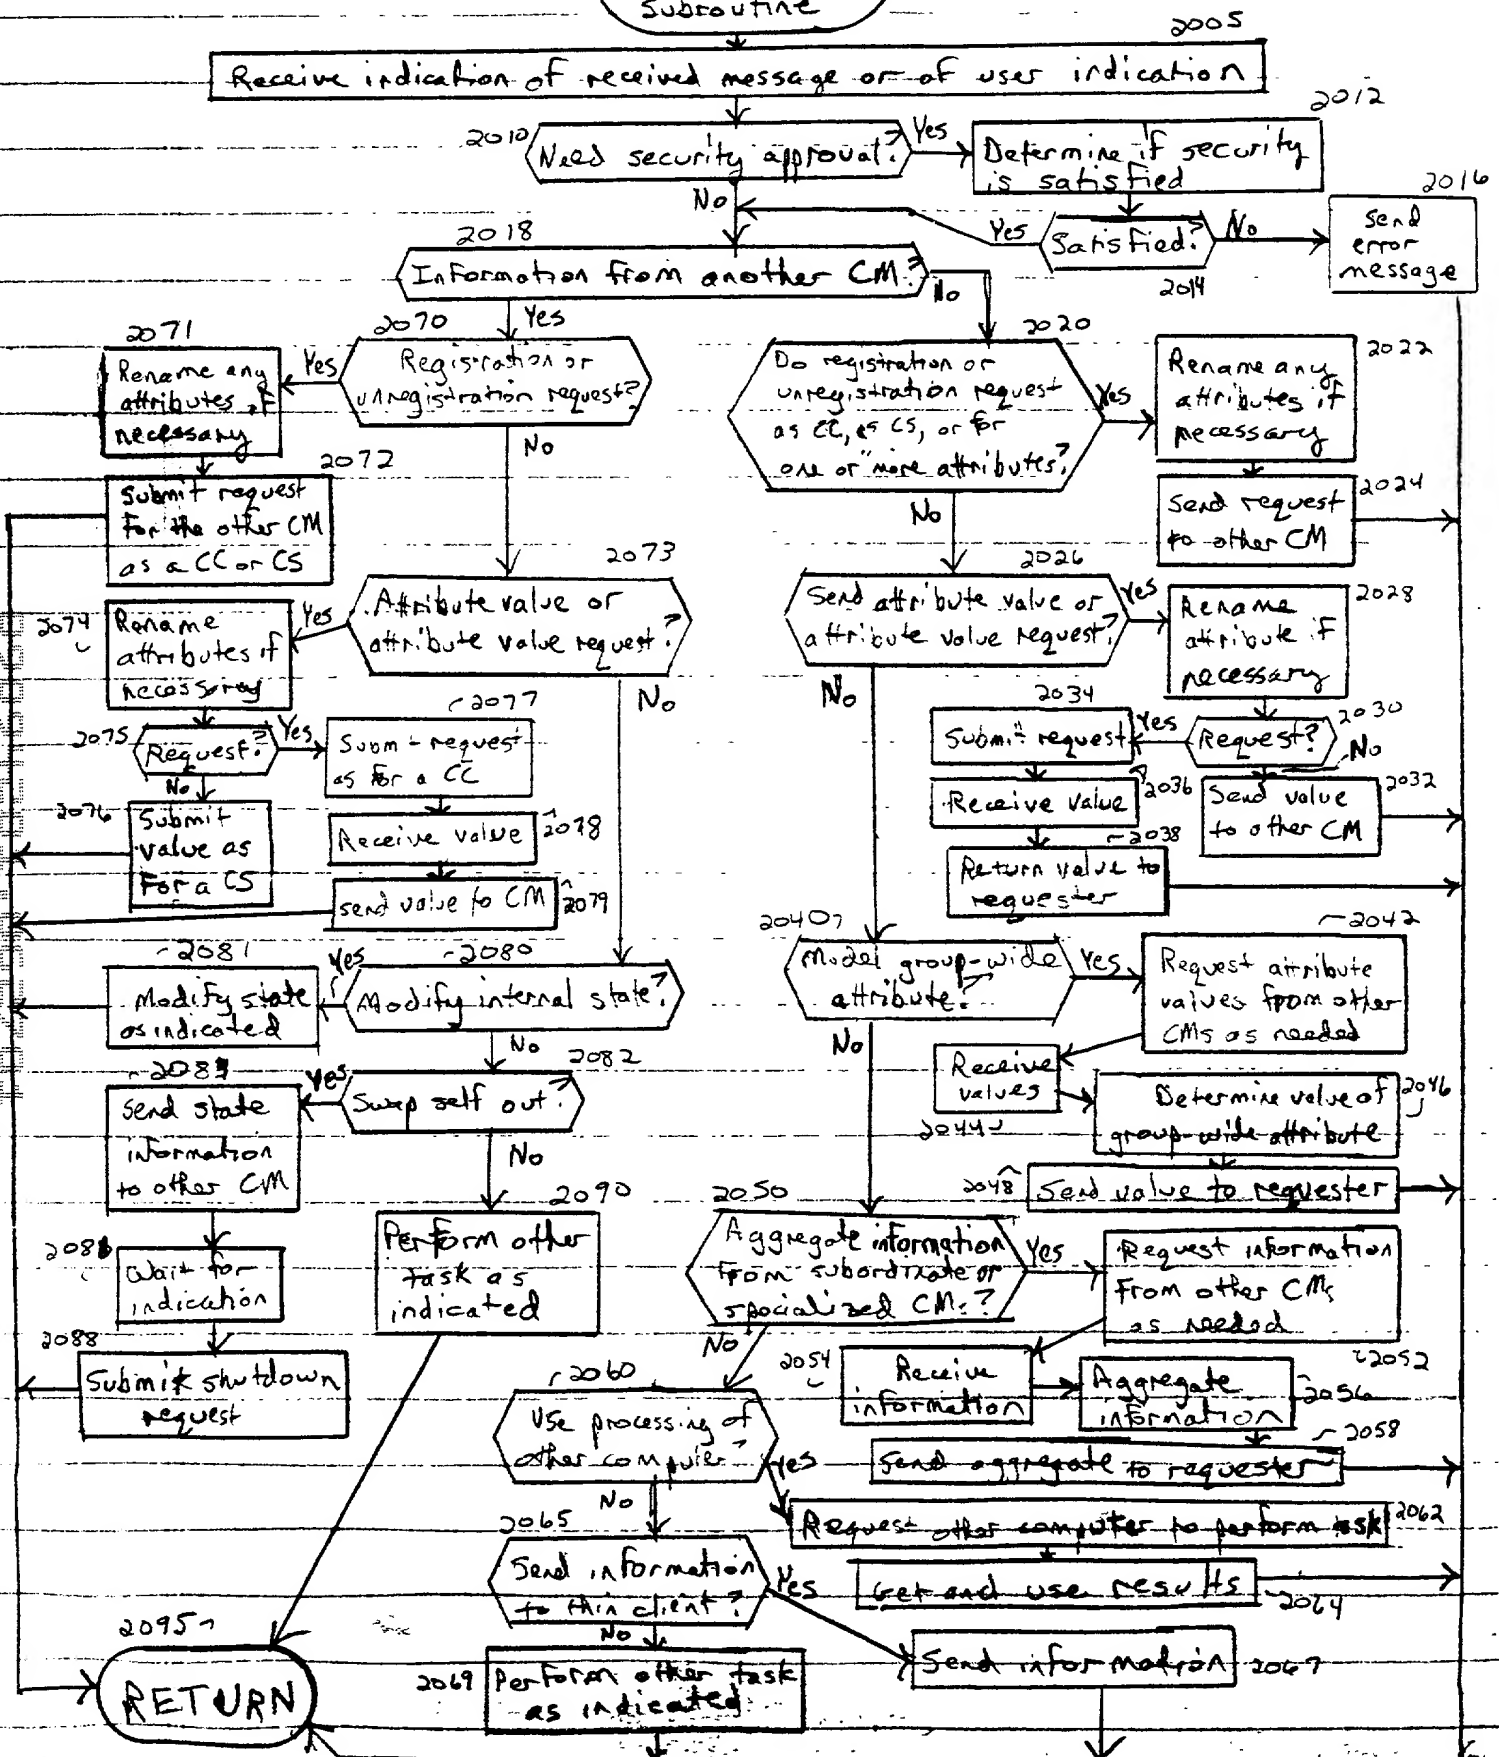 Subroutine
2005
Receive indication of received message or of user indication
2010
Need security approval?
Yes
No
2012
Determine if security
is satisfied
2016
Send
error
message
Satisfied?
Yes
No
2014
2018
Information from another CM?
Yes
No
2071
Rename any
attributes if
necessary
Yes
2070
Registration or
unregistration request?
No
2020
Do registration or
unregistration request
as CC, as CS, or for
one or more attributes?
Yes
No
2022
Rename any
attributes if
necessary
2072
Submit request
for the other CM
as a CC or CS
2024
Send request
to other CM
2073
Attribute value or
attribute value request?
Yes
No
2074
Rename
attributes if
necessary
2026
Send attribute value or
attribute value request?
Yes
No
2028
Rename
attribute if
necessary
2075
Request?
Yes
No
2077
Submit request
as for a CC
2034
Submit request
Yes
2030
Request?
No
2076
Submit
value as
for a CS
2078
Receive value
2036
Receive value
2032
Send value
to other CM
2079
Send value to CM
2038
Return value to
requester
2081
Modify state
as indicated
Yes
2080
Modify internal state?
No
2040
Model group-wide
attribute?
Yes
No
2042
Request attribute
values from other
CMs as needed
Receive
values
2044
Determine value of
group-wide attribute
2046
2048
Send value to requester
Send state
information
to other CM
Yes
2082
Swap self out?
No
Wait for
indication
2088
Submit shutdown
request
2090
Perform other
task as
indicated
2050
Aggregate information
from subordinate or
specialized CMs?
Yes
No
Request information
from other CMs
as needed
2052
2054
Receive
information
Aggregate
information
2056
2058
Send aggregate to requester
2060
Use processing of
other computer?
Yes
No
Request other computer to perform task
2062
Get and use results
2064
2065
Send information
to thin client?
Yes
No
Send information
2067
2069
Perform other task
as indicated
2095
RETURN